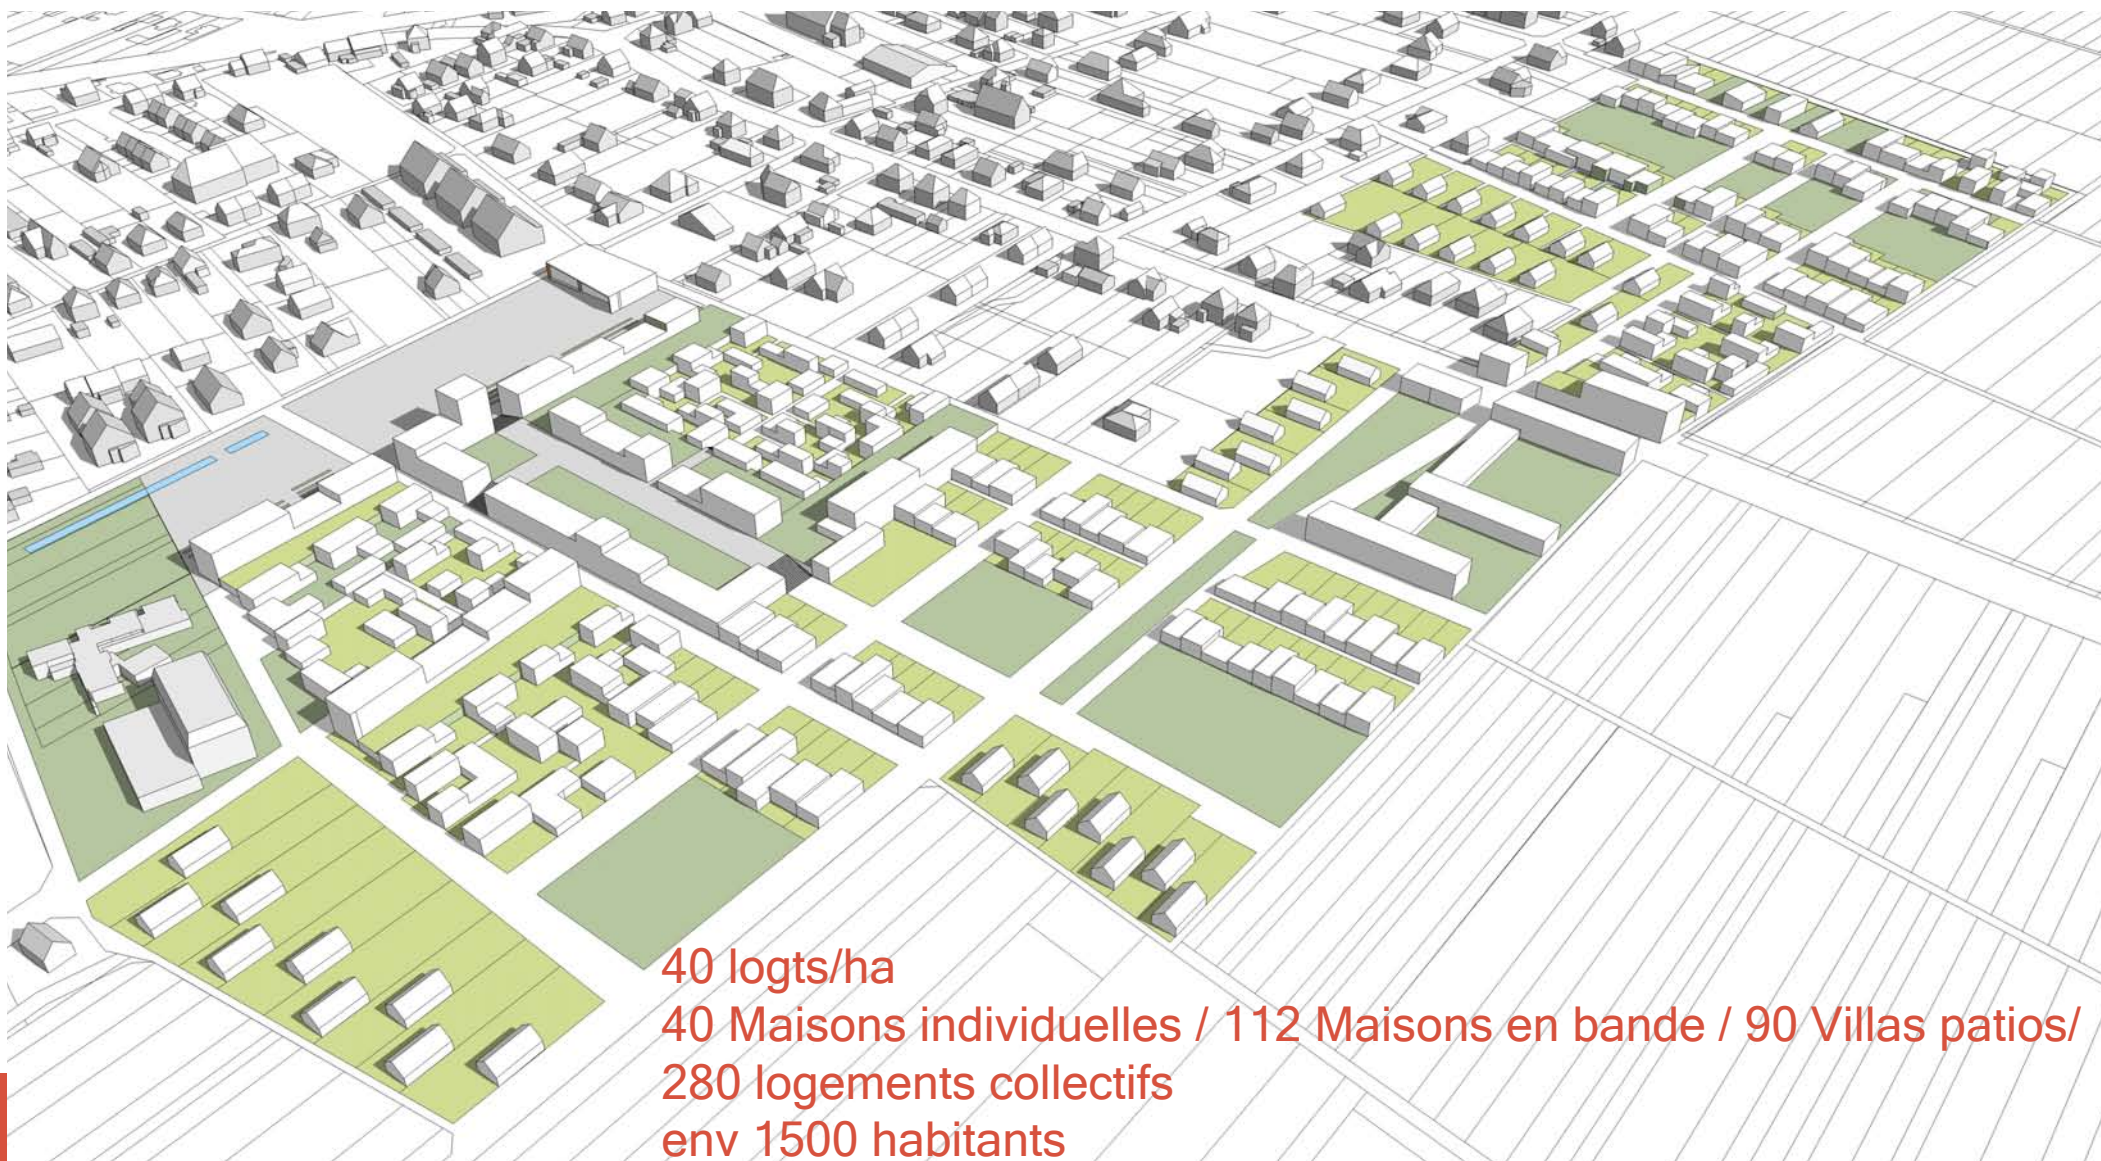 40 logts/ha
40 Maisons individuelles / 112 Maisons en bande / 90 Villas patios/
280 logements collectifs
env 1500 habitants